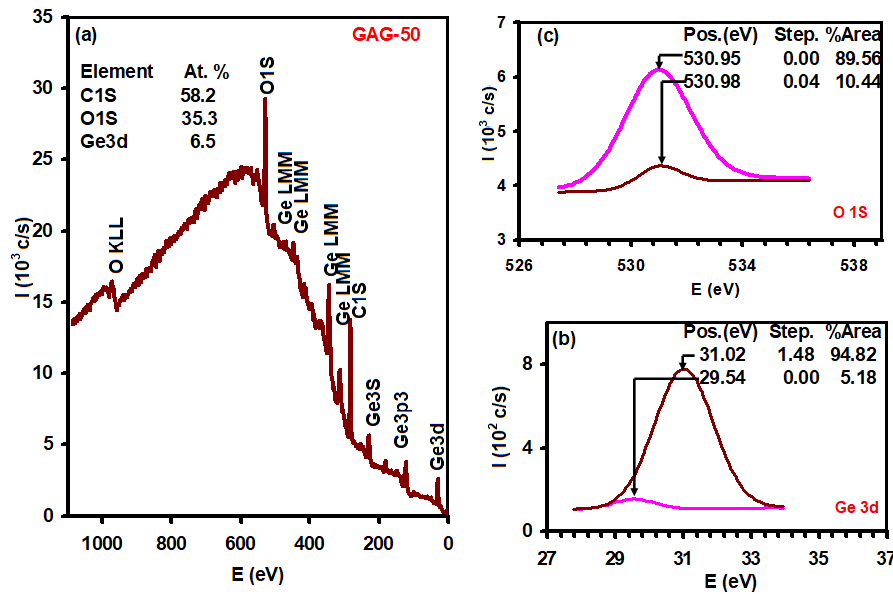 (a)
GAG-50
Element At. %
C1S 58.2
O1S 35.3
Ge3d 6.5
O KLL
O1S
Ge LMM
Ge LMM
Ge LMM
Ge LMM
C1S
Ge3S
Ge3p3
Ge3d
I (10³ c/s)
35
30
25
20
15
10
5
0
1000 800 600 400 200 0
E (eV)
(c)
Pos.(eV) Step. %Area
530.95 0.00 89.56
530.98 0.04 10.44
I (10³ c/s)
7
6
5
4
3
O 1S
526 530 534 538
E (eV)
(b)
Pos.(eV) Step. %Area
31.02 1.48 94.82
29.54 0.00 5.18
I (10² c/s)
8
4
0
Ge 3d
27 29 31 33 35 37
E (eV)